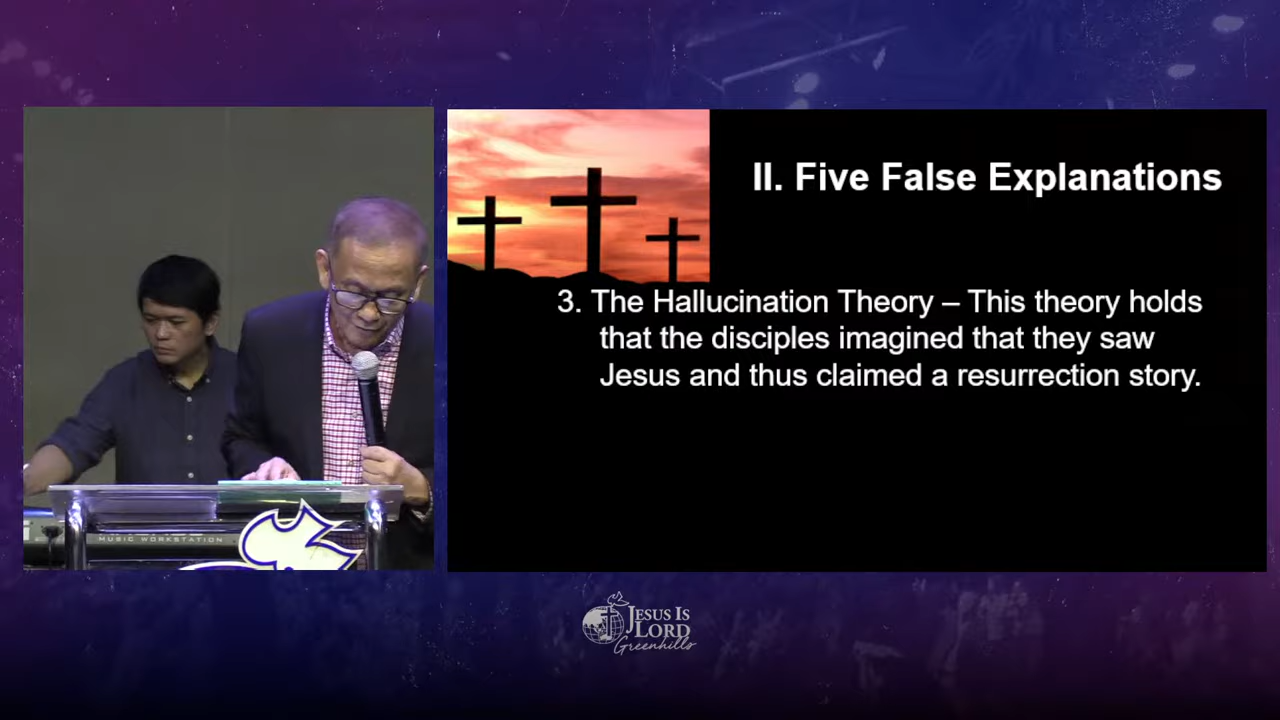 II. Five False Explanations
3. The Hallucination Theory – This theory holds
that the disciples imagined that they saw
Jesus and thus claimed a resurrection story.
MUSIC WORKSTATION
JESUS IS
LORD
Greenhills